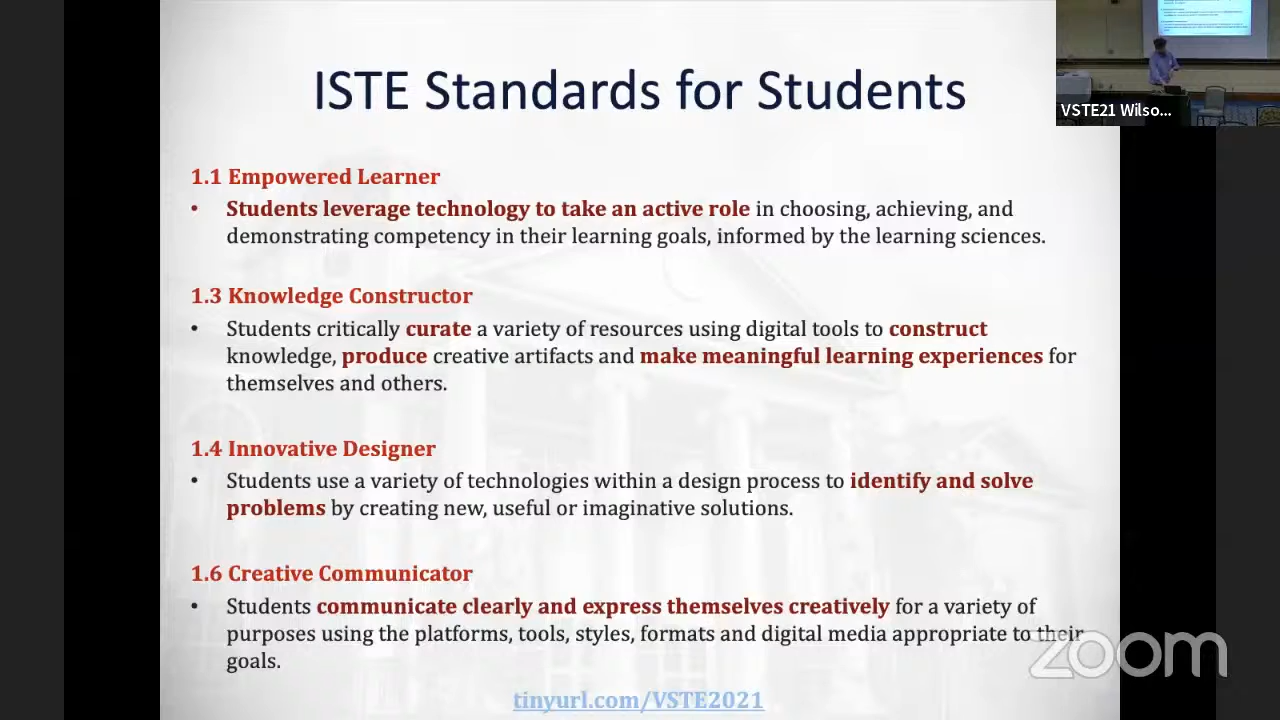 ISTE Standards for Students
VSTE21 Wilso...
1.1 Empowered Learner
• Students leverage technology to take an active role in choosing, achieving, and
demonstrating competency in their learning goals, informed by the learning sciences.
1.3 Knowledge Constructor
• Students critically curate a variety of resources using digital tools to construct
knowledge, produce creative artifacts and make meaningful learning experiences for
themselves and others.
1.4 Innovative Designer
• Students use a variety of technologies within a design process to identify and solve
problems by creating new, useful or imaginative solutions.
1.6 Creative Communicator
• Students communicate clearly and express themselves creatively for a variety of
purposes using the platforms, tools, styles, formats and digital media appropriate to their
goals.
zoom
tinyurl.com/VSTE2021